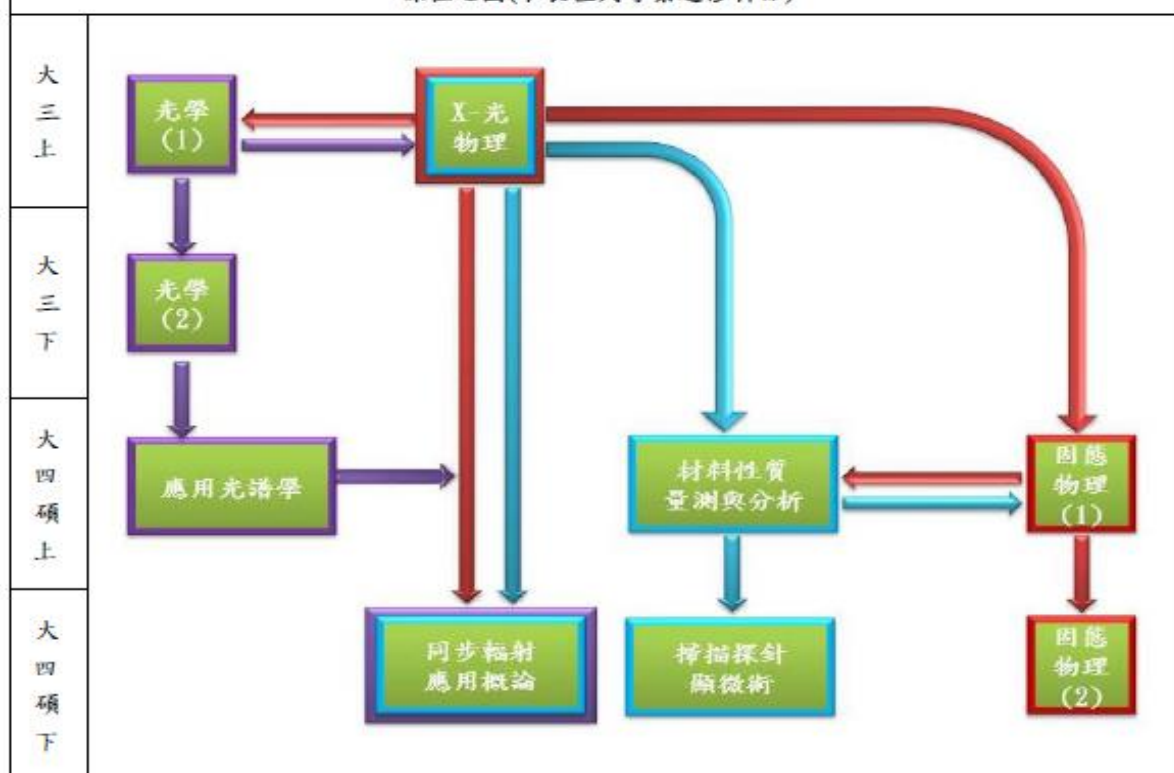 大
三
上
光學
(1)
X-光
物理
大
三
下
光學
(2)
大
四
碩
上
應用光譜學
材料性質
量測與分析
固態
物理
(1)
大
四
碩
下
同步輻射
應用概論
掃描探針
顯微術
固態
物理
(2)